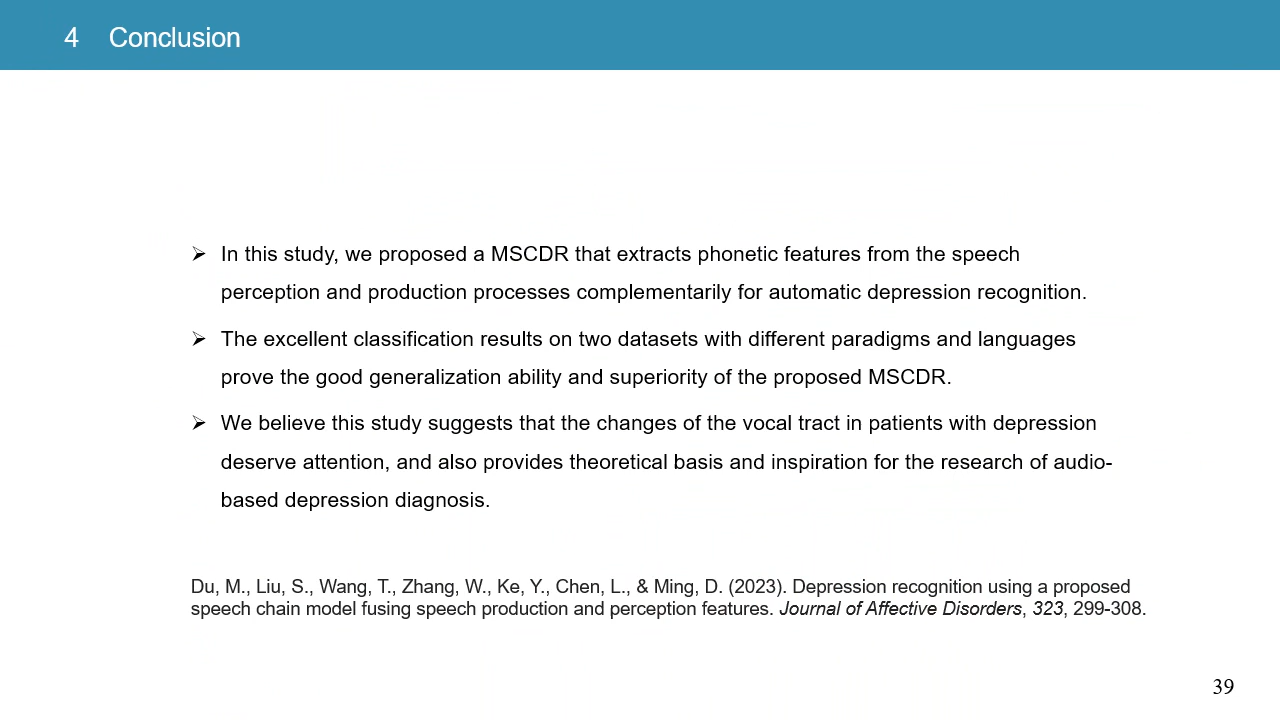 4 Conclusion
➢ In this study, we proposed a MSCDR that extracts phonetic features from the speech
perception and production processes complementarily for automatic depression recognition.
➢ The excellent classification results on two datasets with different paradigms and languages
prove the good generalization ability and superiority of the proposed MSCDR.
➢ We believe this study suggests that the changes of the vocal tract in patients with depression
deserve attention, and also provides theoretical basis and inspiration for the research of audio-
based depression diagnosis.
Du, M., Liu, S., Wang, T., Zhang, W., Ke, Y., Chen, L., & Ming, D. (2023). Depression recognition using a proposed
speech chain model fusing speech production and perception features. Journal of Affective Disorders, 323, 299-308.
39